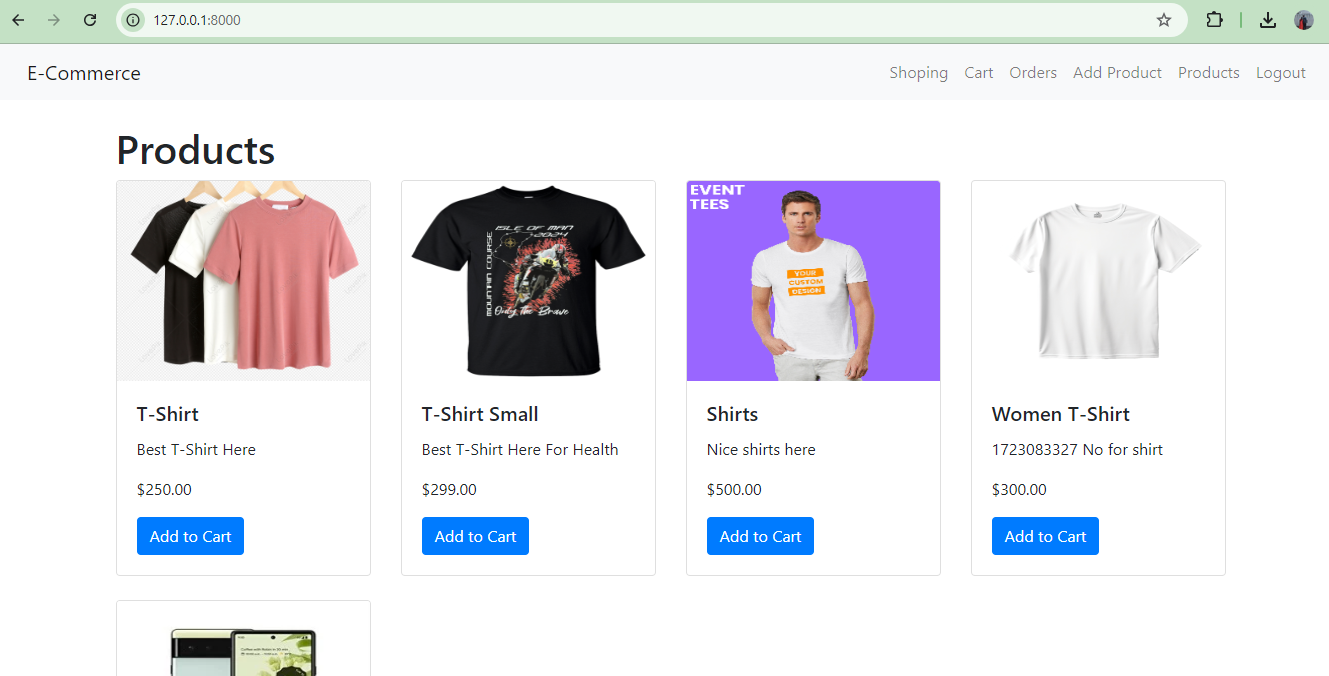 127.0.0.1:8000
E-Commerce
Shoping Cart Orders Add Product Products Logout
Products
ISLE OF MAN
2024
MOUNTAIN COURSE
Only the Brave
EVENT
TEES
YOUR
CUSTOM
DESIGN
T-Shirt
Best T-Shirt Here
$250.00
Add to Cart
T-Shirt Small
Best T-Shirt Here For Health
$299.00
Add to Cart
Shirts
Nice shirts here
$500.00
Add to Cart
Women T-Shirt
1723083327 No for shirt
$300.00
Add to Cart